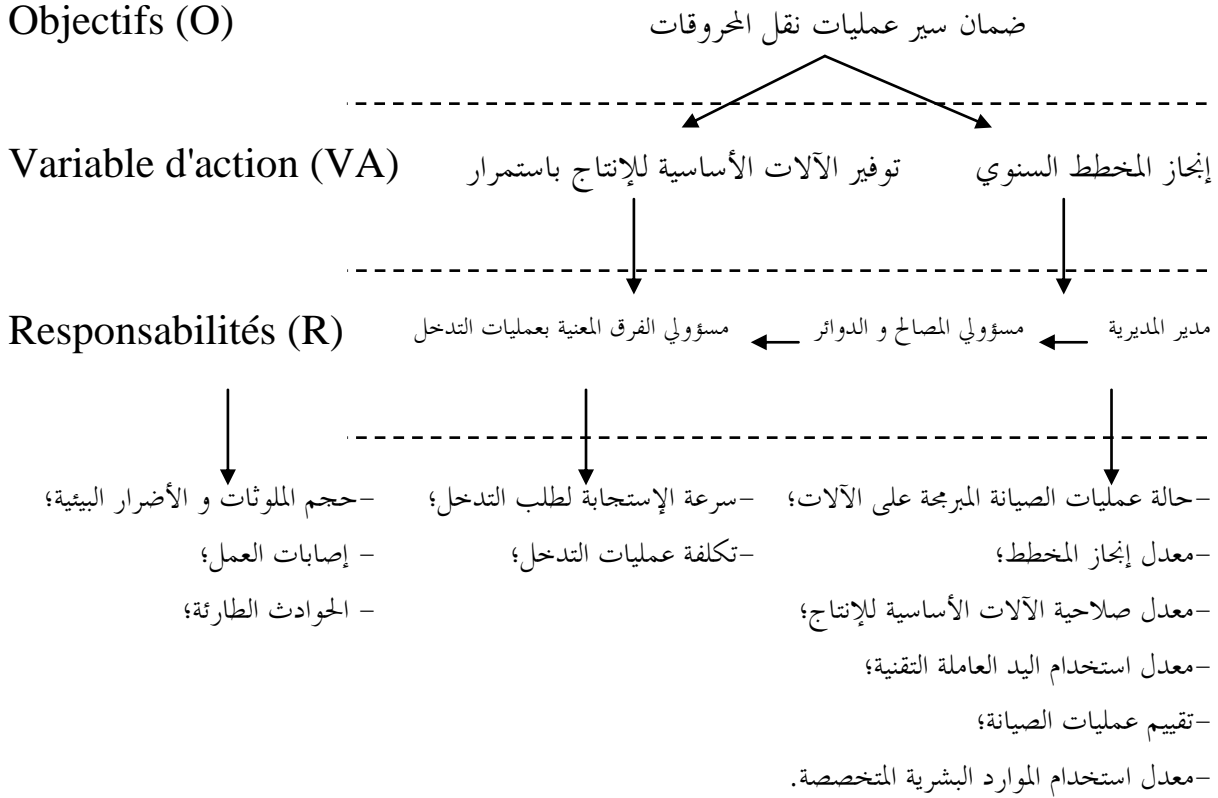 Objectifs (O)
ضمان سير عمليات نقل المحروقات
Variable d'action (VA)
إنجاز المخطط السنوي
توفير الآلات الأساسية للإنتاج باستمرار
Responsabilités (R)
مدير المديرية
مسؤولي المصالح و الدوائر
مسؤولي الفرق المعنية بعمليات التدخل
-حالة عمليات الصيانة المبرمجة على الآلات؛
-معدل إنجاز المخطط؛
-معدل صلاحية الآلات الأساسية للإنتاج؛
-معدل استخدام اليد العاملة التقنية؛
-تقييم عمليات الصيانة؛
-معدل استخدام الموارد البشرية المتخصصة.
-سرعة الإستجابة لطلب التدخل؛
-تكلفة عمليات التدخل؛
-حجم الملوثات و الأضرار البيئية؛
- إصابات العمل؛
- الحوادث الطارئة؛